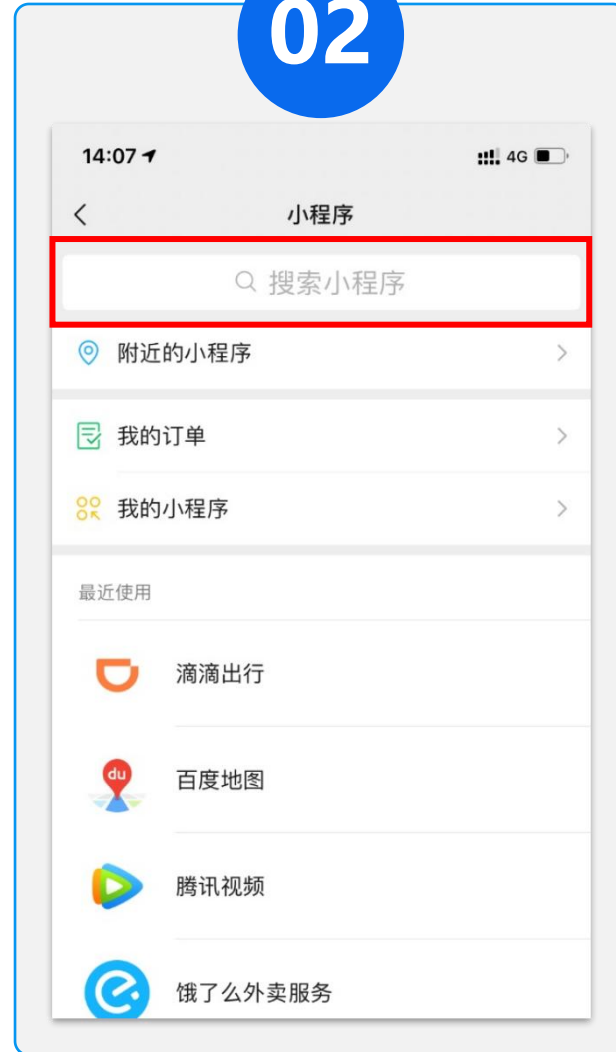 02
14:07
4G
小程序
搜索小程序
附近的小程序
我的订单
我的小程序
最近使用
滴滴出行
du
百度地图
腾讯视频
饿了么外卖服务